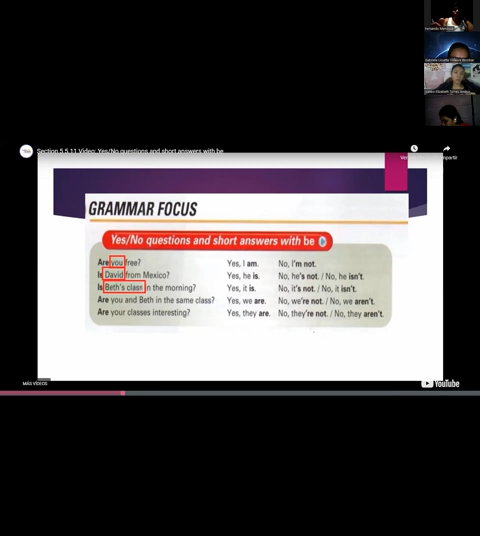 Fernando Mendoza
Section 5.5.11 Video: Yes/No questions and short answers with be
GRAMMAR FOCUS
Yes/No questions and short answers with be
Are you free? Yes, I am. No, I'm not.
Is David from Mexico? Yes, he is. No, he's not. / No, he isn't.
Is Beth's class in the morning? Yes, it is. No, it's not. / No, it isn't.
Are you and Beth in the same class? Yes, we are. No, we're not. / No, we aren't.
Are your classes interesting? Yes, they are. No, they're not. / No, they aren't.
MÁS VÍDEOS
YouTube